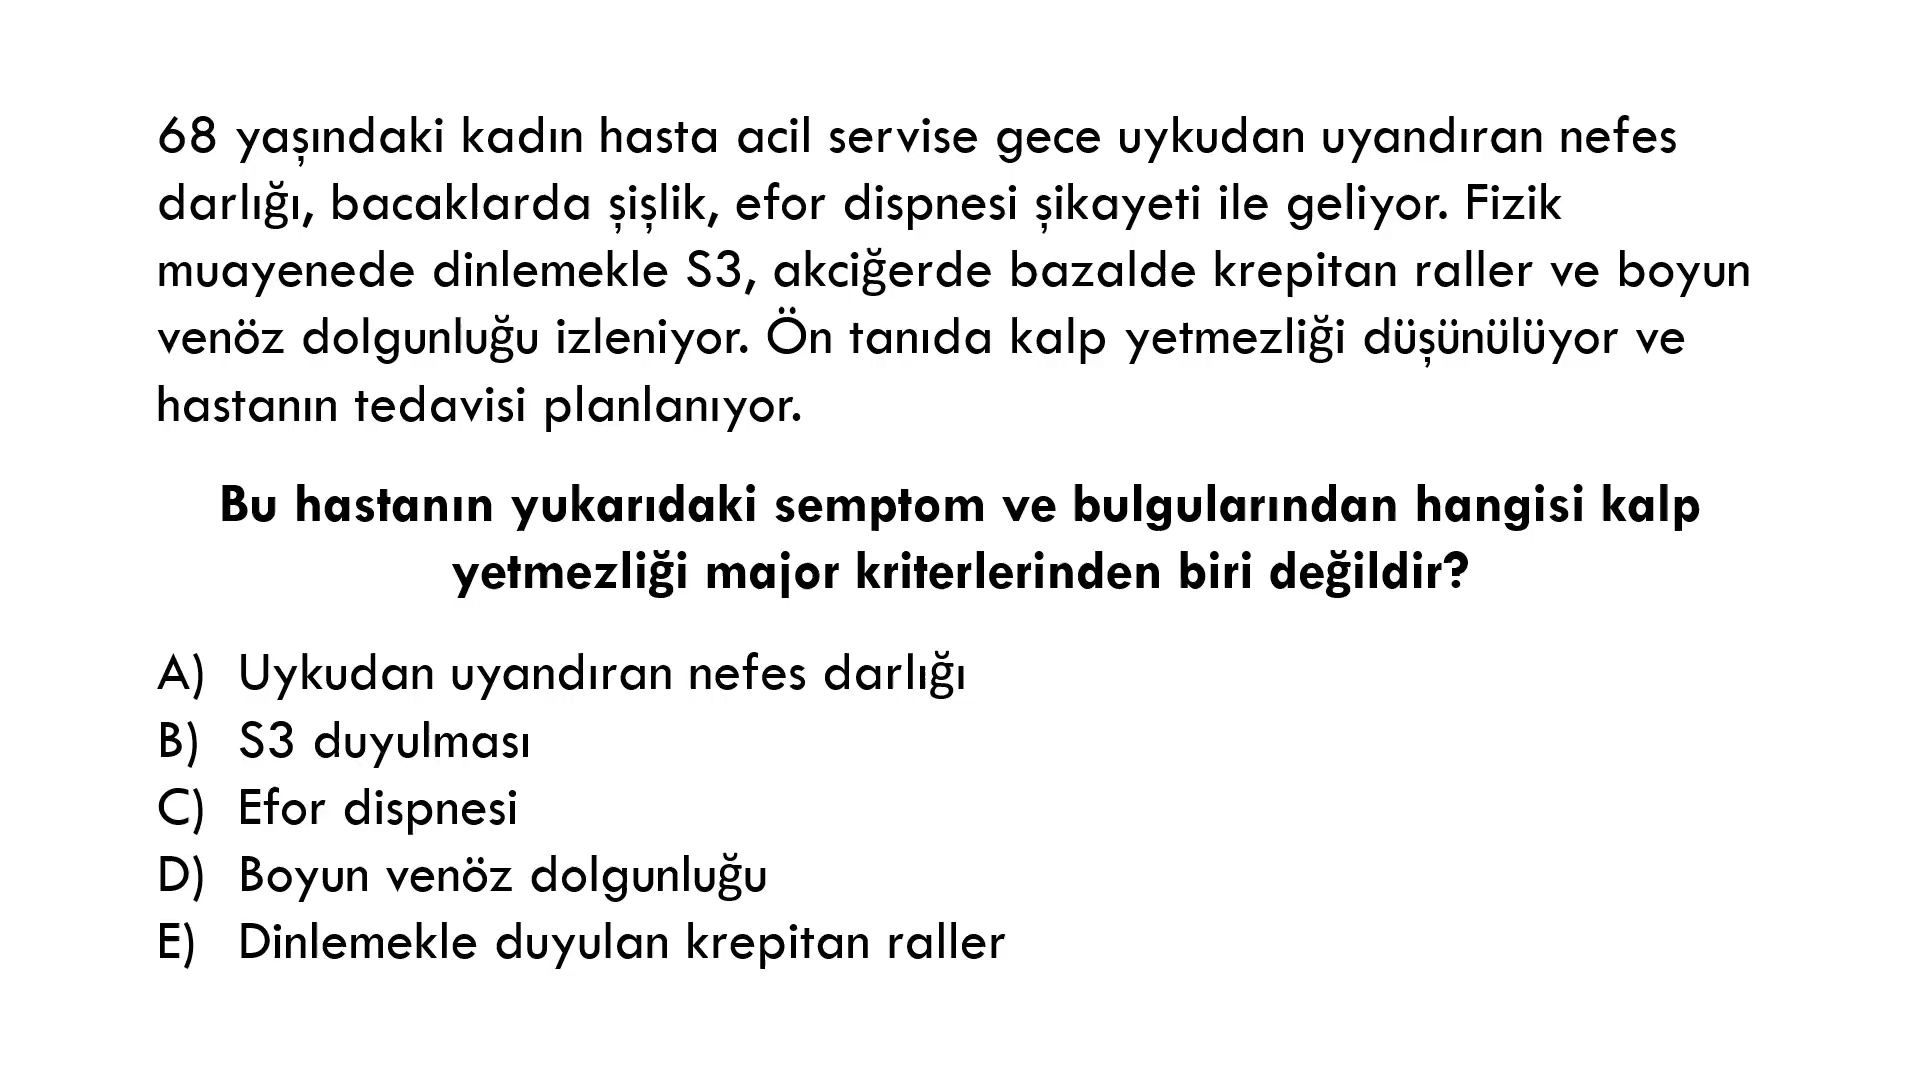 68 yaşındaki kadın hasta acil servise gece uykudan uyandıran nefes
darlığı, bacaklarda şişlik, efor dispnesi şikayeti ile geliyor. Fizik
muayenede dinlemekle S3, akciğerde bazalde krepitan raller ve boyun
venöz dolgunluğu izleniyor. Ön tanıda kalp yetmezliği düşünülüyor ve
hastanın tedavisi planlanıyor.
Bu hastanın yukarıdaki semptom ve bulgularından hangisi kalp
yetmezliği major kriterlerinden biri değildir?
A) Uykudan uyandıran nefes darlığı
B) S3 duyulması
C) Efor dispnesi
D) Boyun venöz dolgunluğu
E) Dinlemekle duyulan krepitan raller